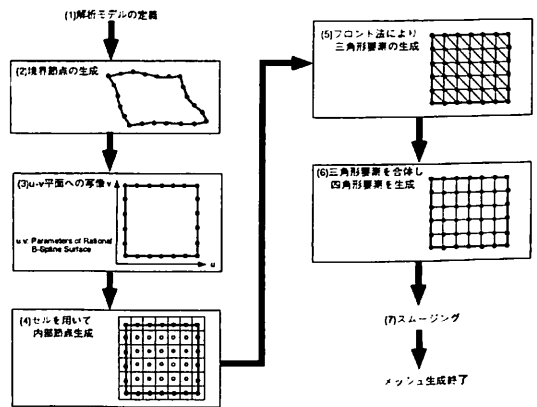 (1)解析モデルの定義
(2)境界節点の生成
(3)u-v平面への写像
v
u
u v: Parameters of Rational
B-Spline Surface
(4)セルを用いて
内部節点生成
(5)フロント法により
三角形要素の生成
(6)三角形要素を合体し
四角形要素を生成
(7)スムージング
メッシュ生成終了